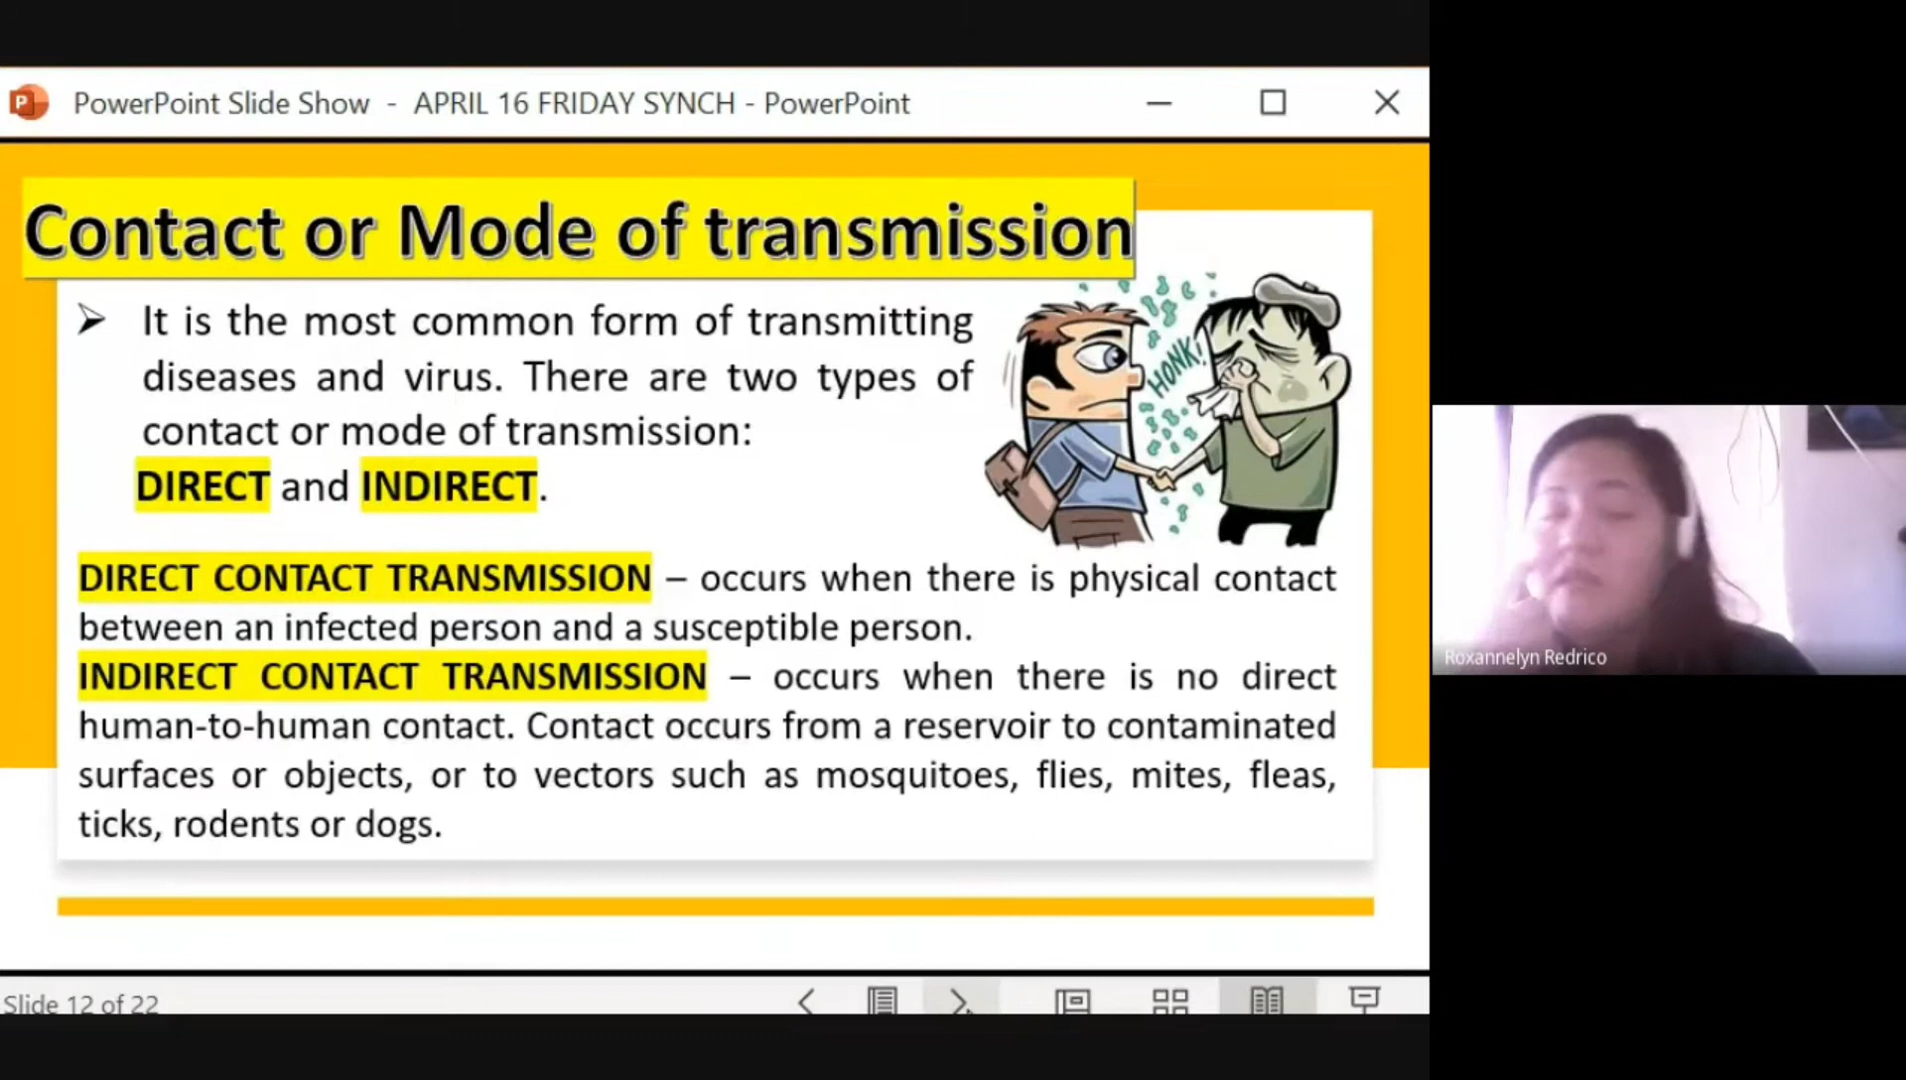 PowerPoint Slide Show - APRIL 16 FRIDAY SYNCH - PowerPoint
Contact or Mode of transmission
It is the most common form of transmitting
diseases and virus. There are two types of
contact or mode of transmission:
DIRECT and INDIRECT.
HONK!
DIRECT CONTACT TRANSMISSION – occurs when there is physical contact
between an infected person and a susceptible person.
INDIRECT CONTACT TRANSMISSION – occurs when there is no direct
human-to-human contact. Contact occurs from a reservoir to contaminated
surfaces or objects, or to vectors such as mosquitoes, flies, mites, fleas,
ticks, rodents or dogs.
Roxannelyn Redrico
Slide 12 of 22